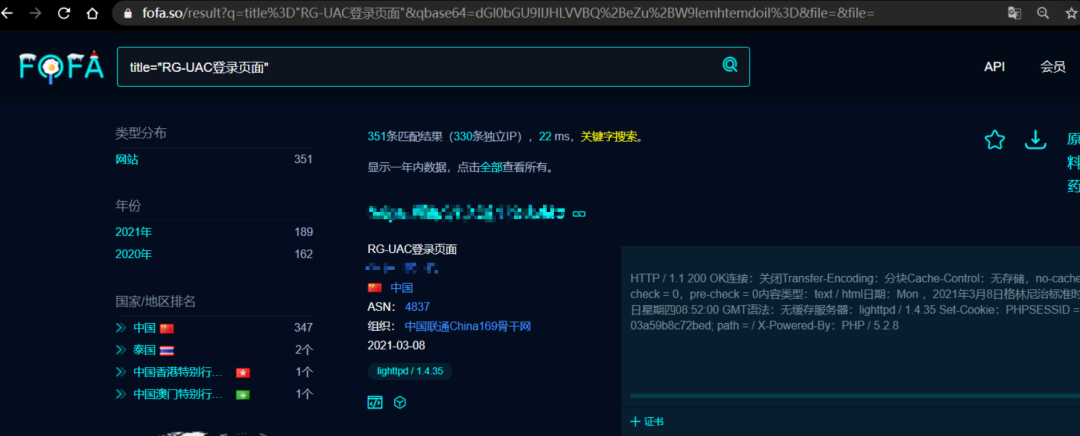 fofa.so/result?q=title%3D"RG-UAC登录页面"&qbase64=dGl0bGU9IlJHLVVBQ%2BeZu%2BW9lemhtemdoil%3D&file=&file=
FOFA
title="RG-UAC登录页面"
API
会员
类型分布
网站 351
年份
2021年 189
2020年 162
国家/地区排名
中国 347
泰国 2个
中国香港特别行... 1个
中国澳门特别行... 1个
351条匹配结果（330条独立IP），22 ms，关键字搜索。
显示一年内数据，点击全部查看所有。
RG-UAC登录页面
中国
ASN： 4837
组织： 中国联通China169骨干网
2021-03-08
lighttpd / 1.4.35
原
料
药
HTTP / 1.1 200 OK连接：关闭Transfer-Encoding：分块Cache-Control：无存储，no-cache
check = 0，pre-check = 0内容类型：text / html日期：Mon ，2021年3月8日格林尼治标准时
日星期四08:52:00 GMT语法：无缓存服务器：lighttpd / 1.4.35 Set-Cookie：PHPSESSID =
03a59b8c72bed; path = / X-Powered-By：PHP / 5.2.8
证书